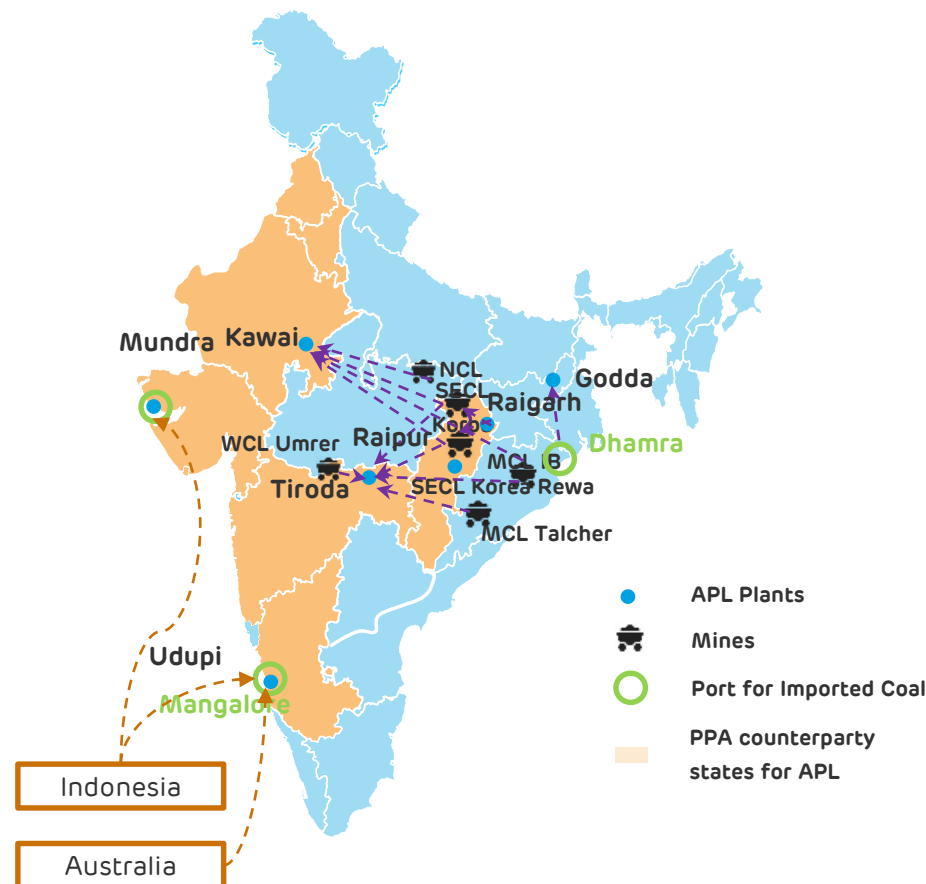 Mundra
Kawai
NCL
Godda
SECL
Raigarh
WCL Umrer
Raipur
Dhamra
MCL IB
Tiroda
SECL Korea Rewa
MCL Talcher
APL Plants
Mines
Udupi
Port for Imported Coal
Mangalore
PPA counterparty
states for APL
Indonesia
Australia